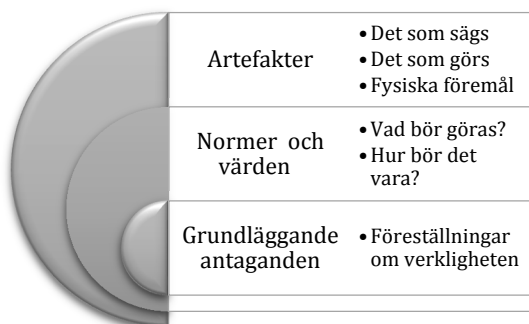 Artefakter
• Det som sägs
• Det som görs
• Fysiska föremål
Normer och
värden
• Vad bör göras?
• Hur bör det
vara?
Grundläggande
antaganden
• Föreställningar
om verkligheten